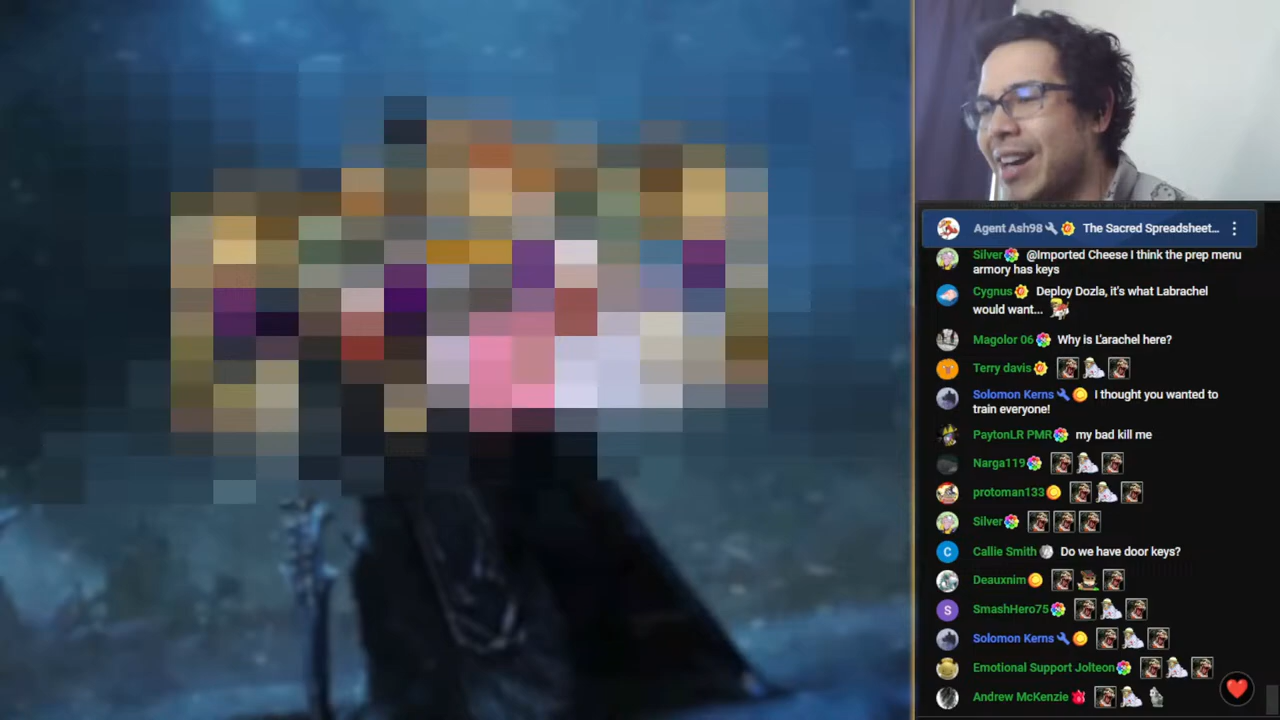 Agent Ash98 The Sacred Spreadsheet...
Silver @Imported Cheese I think the prep menu
armory has keys
Cygnus Deploy Dozla, it's what Labrachel
would want...
Magolor 06 Why is L'arachel here?
Terry davis
Solomon Kerns I thought you wanted to
train everyone!
PaytonLR PMR my bad kill me
Narga119
protoman133
Silver
C Callie Smith Do we have door keys?
Deauxnim
S SmashHero75
Solomon Kerns
Emotional Support Jolteon
Andrew McKenzie